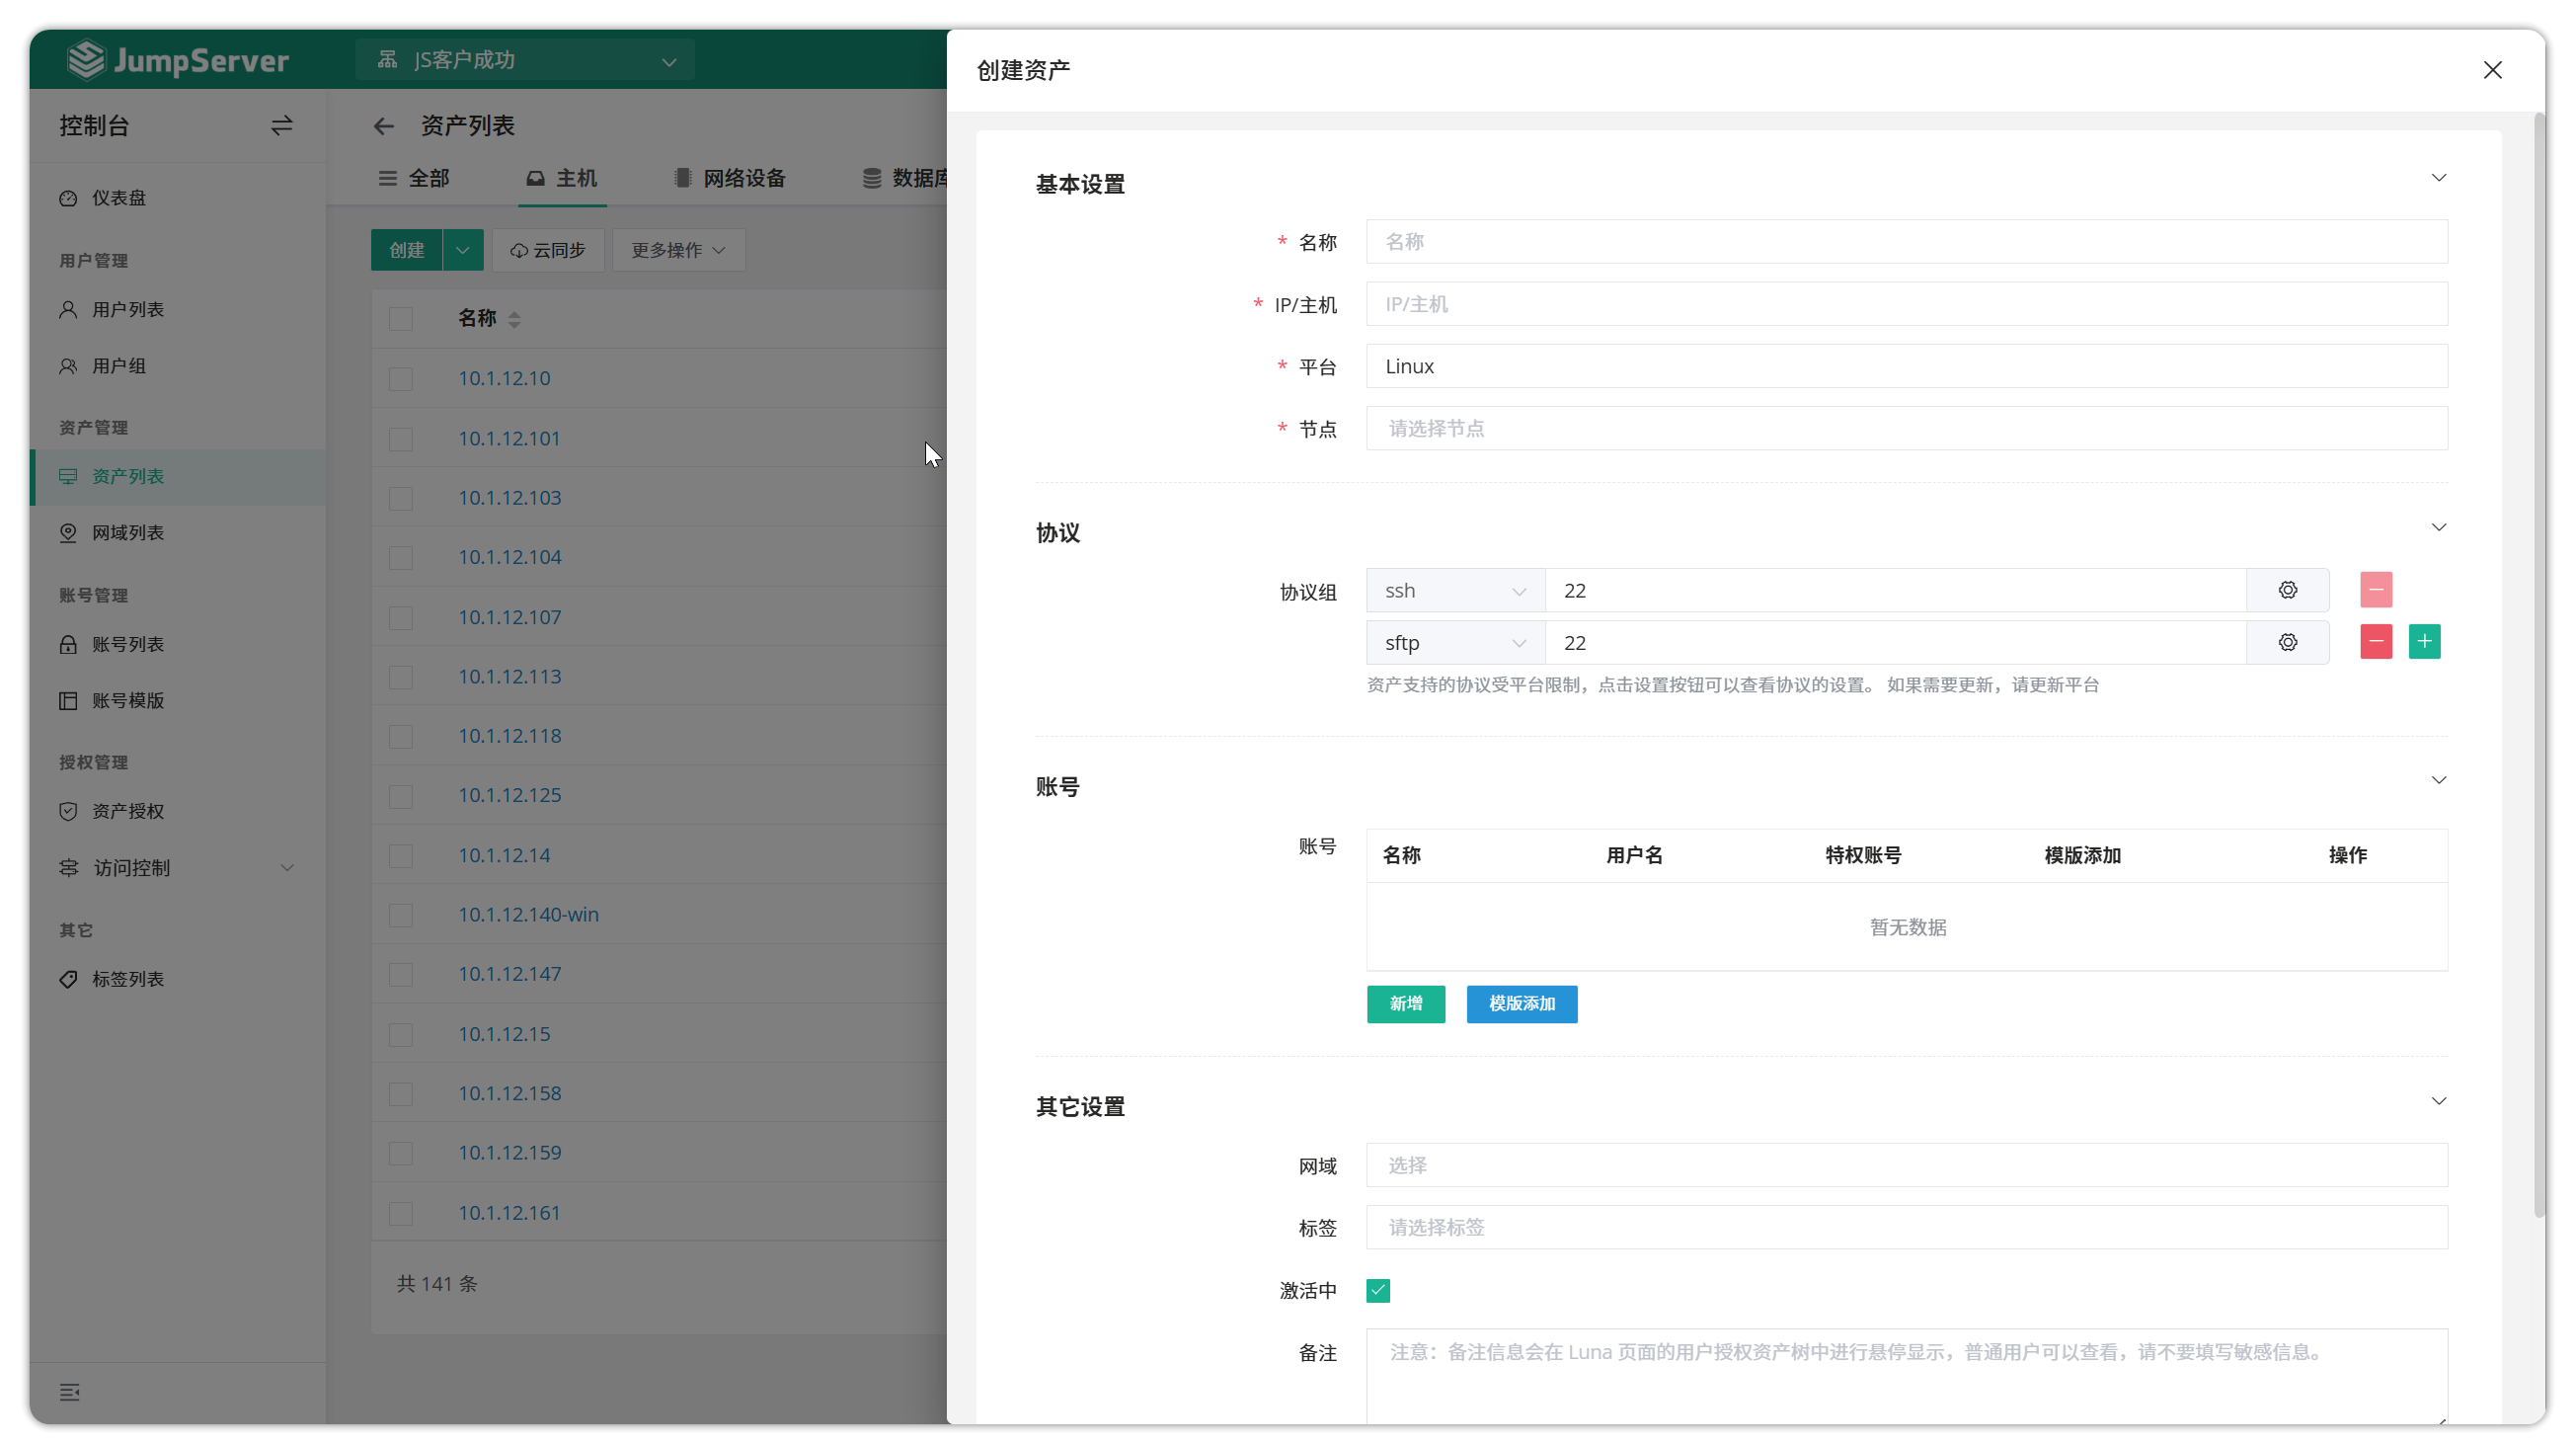 JumpServer
JS客户成功
控制台
仪表盘
用户管理
用户列表
用户组
资产管理
资产列表
网域列表
账号管理
账号列表
账号模版
授权管理
资产授权
访问控制
其它
标签列表
资产列表
全部
主机
网络设备
数据库
创建
云同步
更多操作
名称
10.1.12.10
10.1.12.101
10.1.12.103
10.1.12.104
10.1.12.107
10.1.12.113
10.1.12.118
10.1.12.125
10.1.12.14
10.1.12.140-win
10.1.12.147
10.1.12.15
10.1.12.158
10.1.12.159
10.1.12.161
共 141 条
创建资产
基本设置
* 名称 名称
* IP/主机 IP/主机
* 平台 Linux
* 节点 请选择节点
协议
协议组 ssh 22
sftp 22
资产支持的协议受平台限制，点击设置按钮可以查看协议的设置。 如果需要更新，请更新平台
账号
账号 名称 用户名 特权账号 模版添加 操作
暂无数据
新增 模版添加
其它设置
网域 选择
标签 请选择标签
激活中
备注 注意：备注信息会在 Luna 页面的用户授权资产树中进行悬停显示，普通用户可以查看，请不要填写敏感信息。